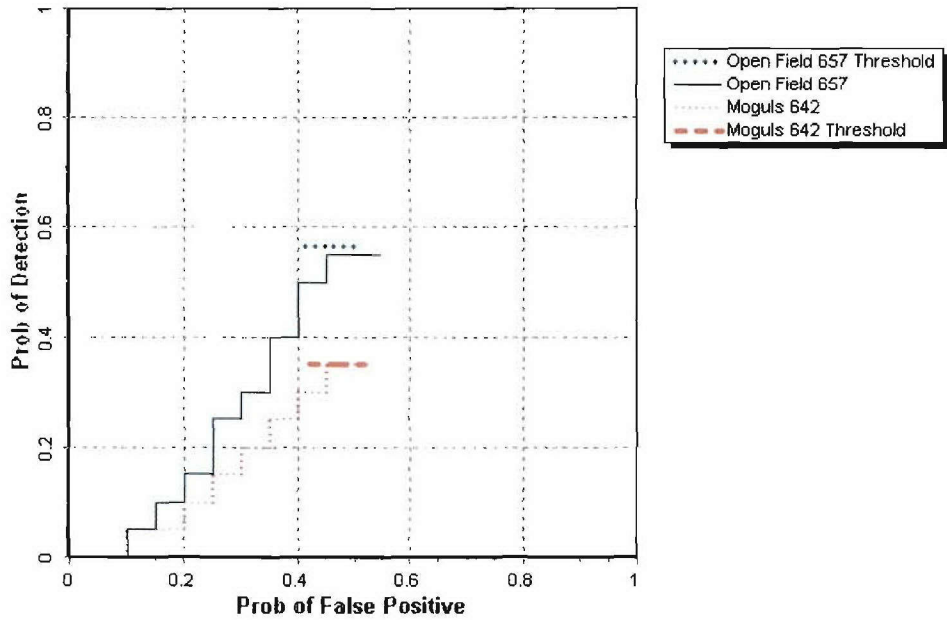 1
0.8
0.6
0.4
0.2
0
Prob of Detection
0
0.2
0.4
0.6
0.8
1
Prob of False Positive
Open Field 657 Threshold
Open Field 657
Moguls 642
Moguls 642 Threshold